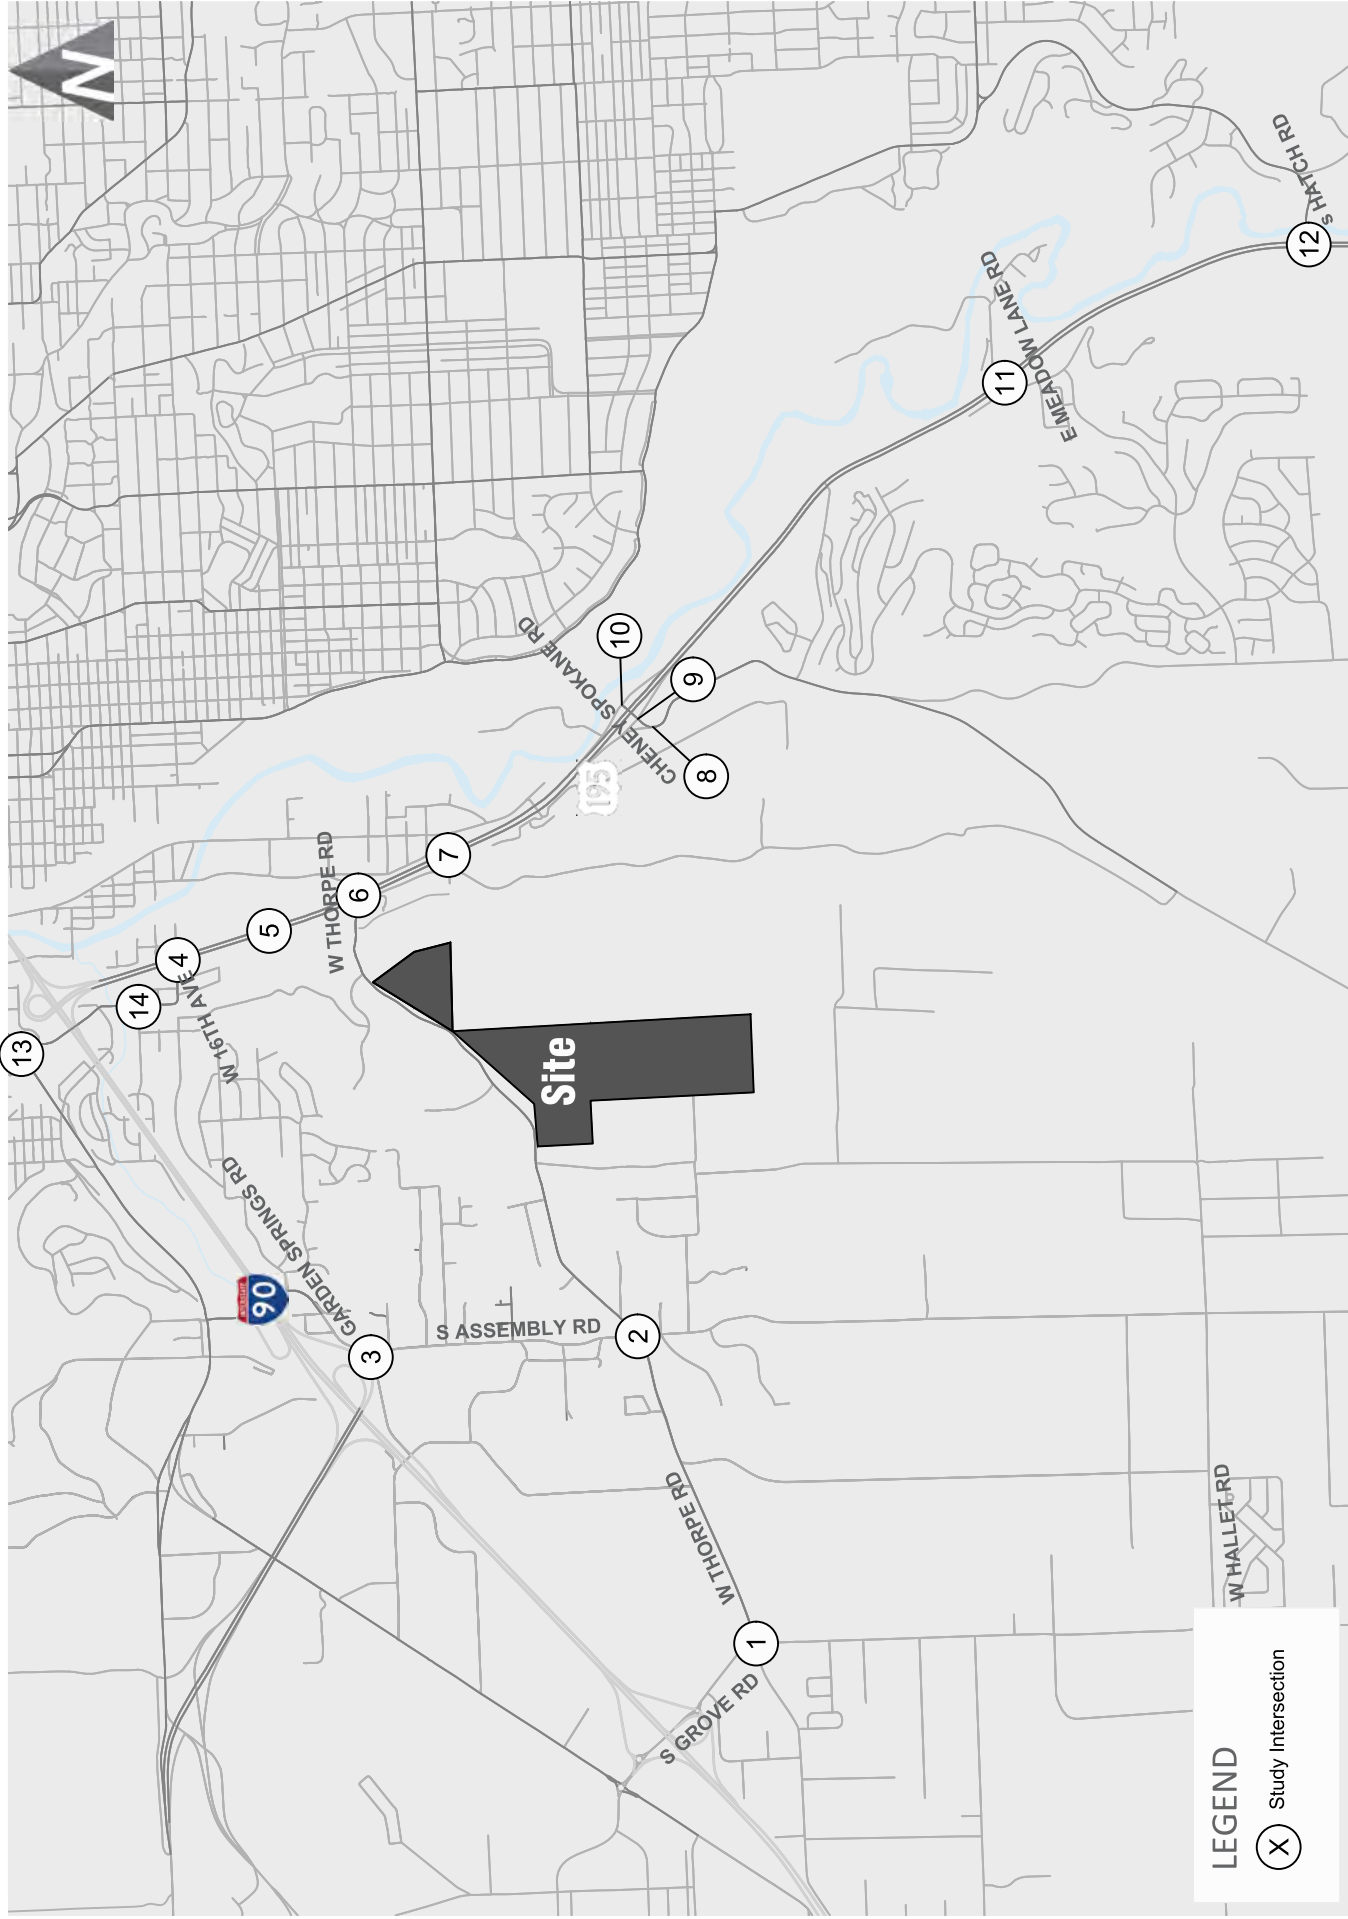 N
13
14
4
W 16TH AVE
5
W THORPE RD
6
7
GARDEN SPRINGS RD
INTERSTATE
90
3
S ASSEMBLY RD
Site
2
195
CHENEY SPOKANE RD
10
9
8
W THORPE RD
1
S GROVE RD
11
E MEADOW LANE RD
12
S HATCH RD
W HALLET RD
LEGEND
X Study Intersection